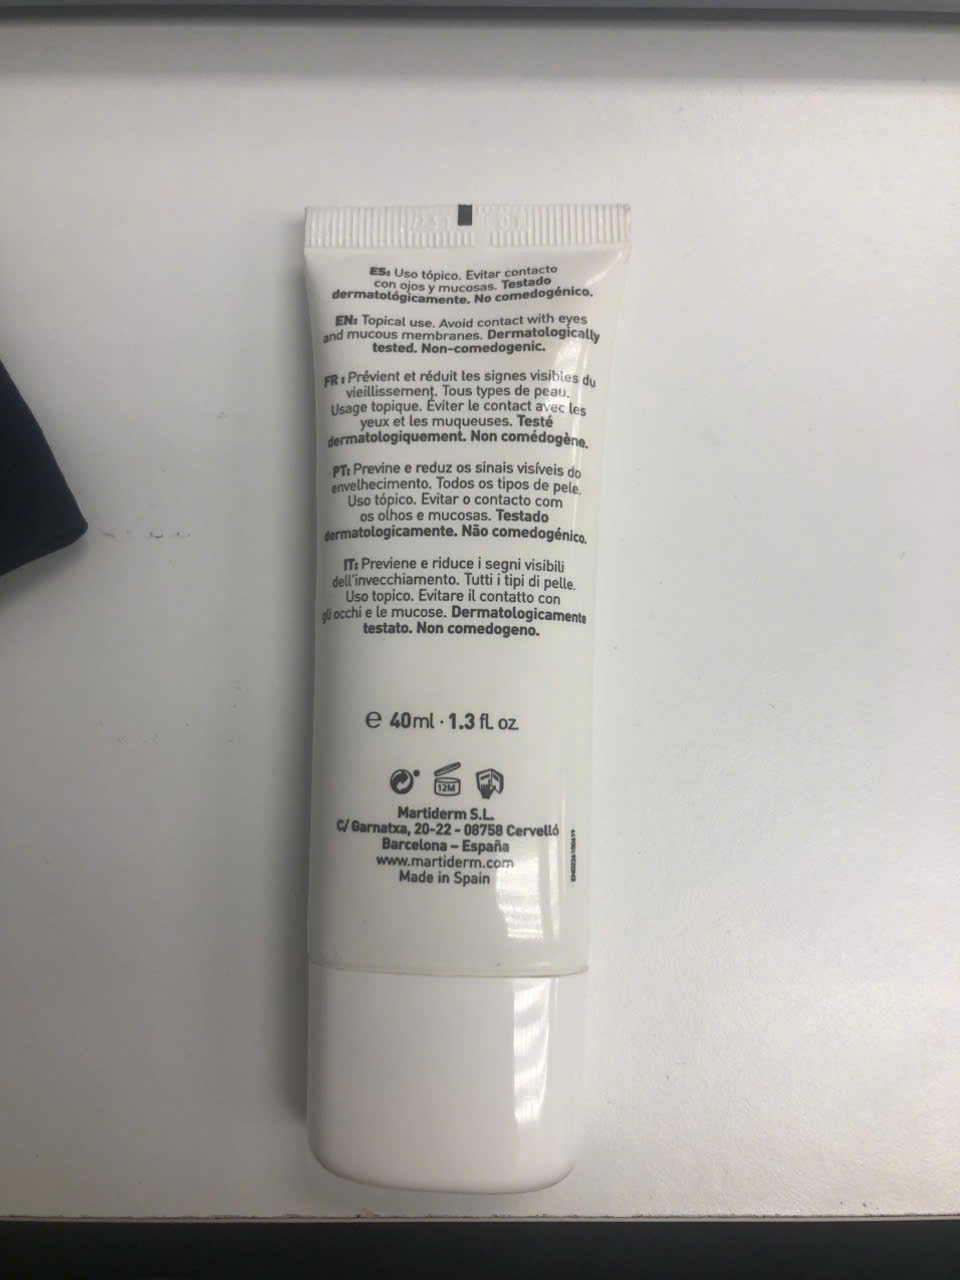 ES: Uso tópico. Evitar contacto
con ojos y mucosas. Testado
dermatológicamente. No comedogénico.
EN: Topical use. Avoid contact with eyes
and mucous membranes. Dermatologically
tested. Non-comedogenic.
FR : Prévient et réduit les signes visibles du
vieillissement. Tous types de peau.
Usage topique. Éviter le contact avec les
yeux et les muqueuses. Testé
dermatologiquement. Non comédogène.
PT: Previne e reduz os sinais visíveis do
envelhecimento. Todos os tipos de pele.
Uso tópico. Evitar o contacto com
os olhos e mucosas. Testado
dermatologicamente. Não comedogénico.
IT: Previene e riduce i segni visibili
dell'invecchiamento. Tutti i tipi di pelle.
Uso topico. Evitare il contatto con
gli occhi e le mucose. Dermatologicamente
testato. Non comedogeno.
℮ 40ml · 1.3 fl. oz
12M
Martiderm S.L.
C/ Garnatxa, 20-22 - 08758 Cervelló
Barcelona – España
www.martiderm.com
Made in Spain